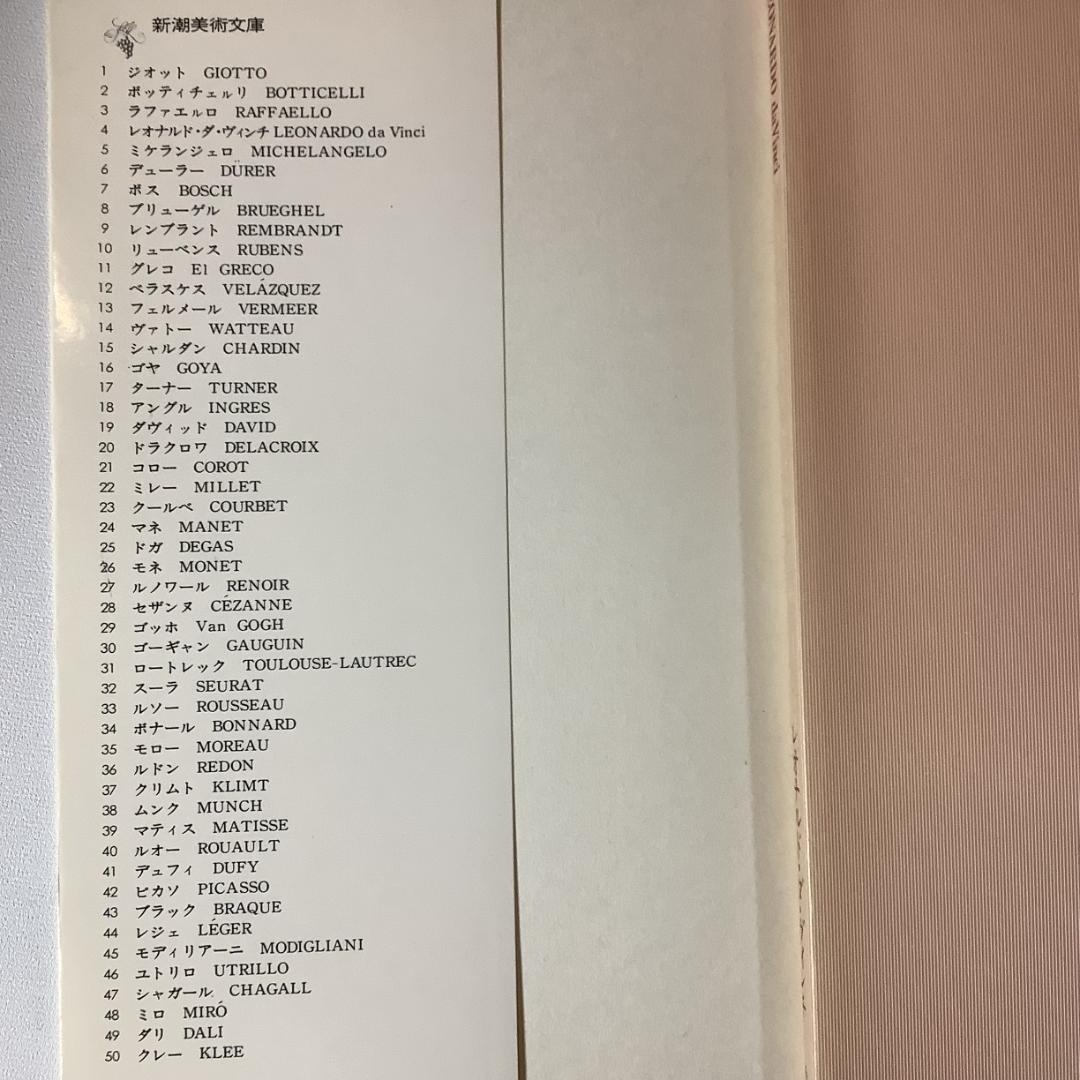 新潮美術文庫
1 ジオット GIOTTO
2 ボッティチェルリ BOTTICELLI
3 ラファエルロ RAFFAELLO
4 レオナルド・ダ・ヴィンチ LEONARDO da Vinci
5 ミケランジェロ MICHELANGELO
6 デューラー DÜRER
7 ボス BOSCH
8 ブリューゲル BRUEGHEL
9 レンブラント REMBRANDT
10 リューベンス RUBENS
11 グレコ El GRECO
12 ベラスケス VELÁZQUEZ
13 フェルメール VERMEER
14 ヴァトー WATTEAU
15 シャルダン CHARDIN
16 ゴヤ GOYA
17 ターナー TURNER
18 アングル INGRES
19 ダヴィッド DAVID
20 ドラクロワ DELACROIX
21 コロー COROT
22 ミレー MILLET
23 クールベ COURBET
24 マネ MANET
25 ドガ DEGAS
26 モネ MONET
27 ルノワール RENOIR
28 セザンヌ CÉZANNE
29 ゴッホ Van GOGH
30 ゴーギャン GAUGUIN
31 ロートレック TOULOUSE-LAUTREC
32 スーラ SEURAT
33 ルソー ROUSSEAU
34 ボナール BONNARD
35 モロー MOREAU
36 ルドン REDON
37 クリムト KLIMT
38 ムンク MUNCH
39 マティス MATISSE
40 ルオー ROUAULT
41 デュフィ DUFY
42 ピカソ PICASSO
43 ブラック BRAQUE
44 レジェ LÉGER
45 モディリアーニ MODIGLIANI
46 ユトリロ UTRILLO
47 シャガール CHAGALL
48 ミロ MIRÓ
49 ダリ DALI
50 クレー KLEE
daVinci